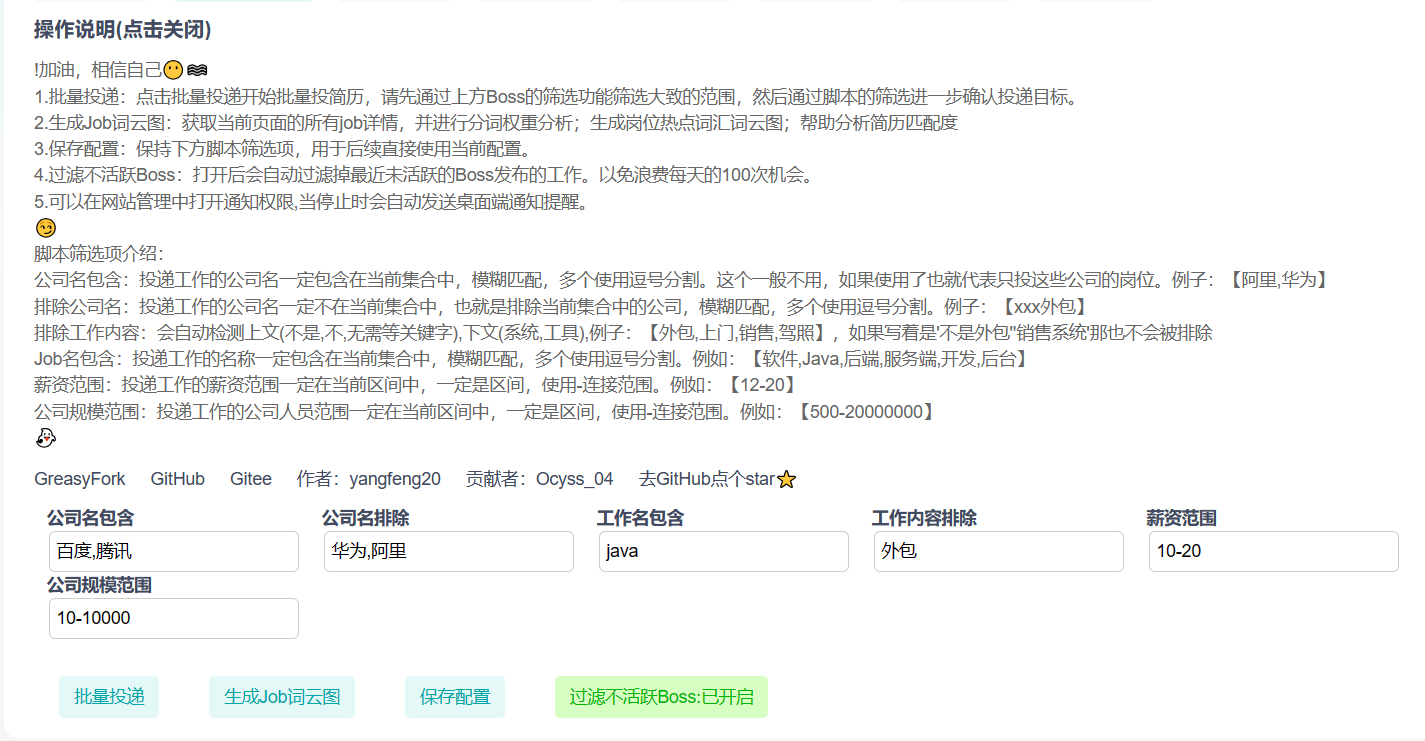 操作说明(点击关闭)
!加油，相信自己😶‍🌫️
1.批量投递：点击批量投递开始批量投简历，请先通过上方Boss的筛选功能筛选大致的范围，然后通过脚本的筛选进一步确认投递目标。
2.生成Job词云图：获取当前页面的所有job详情，并进行分词权重分析；生成岗位热点词汇词云图；帮助分析简历匹配度
3.保存配置：保持下方脚本筛选项，用于后续直接使用当前配置。
4.过滤不活跃Boss：打开后会自动过滤掉最近未活跃的Boss发布的工作。以免浪费每天的100次机会。
5.可以在网站管理中打开通知权限,当停止时会自动发送桌面端通知提醒。
😏
脚本筛选项介绍：
公司名包含：投递工作的公司名一定包含在当前集合中，模糊匹配，多个使用逗号分割。这个一般不用，如果使用了也就代表只投这些公司的岗位。例子：【阿里,华为】
排除公司名：投递工作的公司名一定不在当前集合中，也就是排除当前集合中的公司，模糊匹配，多个使用逗号分割。例子：【xxx外包】
排除工作内容：会自动检测上文(不是,不,无需等关键字),下文(系统,工具),例子：【外包,上门,销售,驾照】，如果写着是'不是外包''销售系统'那也不会被排除
Job名包含：投递工作的名称一定包含在当前集合中，模糊匹配，多个使用逗号分割。例如：【软件,Java,后端,服务端,开发,后台】
薪资范围：投递工作的薪资范围一定在当前区间中，一定是区间，使用-连接范围。例如：【12-20】
公司规模范围：投递工作的公司人员范围一定在当前区间中，一定是区间，使用-连接范围。例如：【500-20000000】
👻
GreasyFork GitHub Gitee 作者：yangfeng20 贡献者：Ocyss_04 去GitHub点个star⭐
公司名包含 公司名排除 工作名包含 工作内容排除 薪资范围
百度,腾讯 华为,阿里 java 外包 10-20
公司规模范围
10-10000
批量投递 生成Job词云图 保存配置 过滤不活跃Boss:已开启